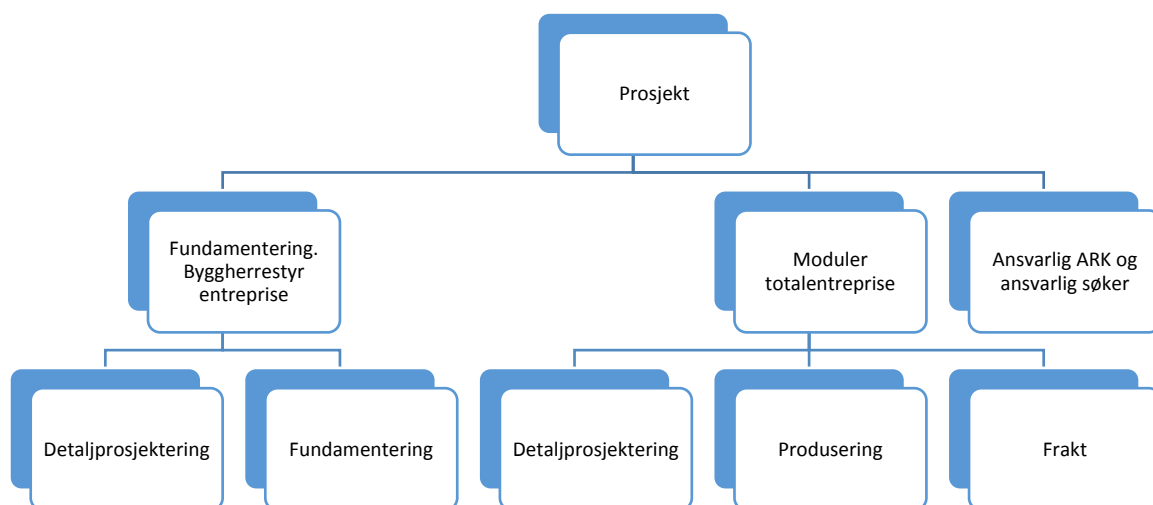 Prosjekt
Fundamentering.
Byggherrestyr
entreprise
Moduler
totalentreprise
Ansvarlig ARK og
ansvarlig søker
Detaljprosjektering
Fundamentering
Detaljprosjektering
Produsering
Frakt